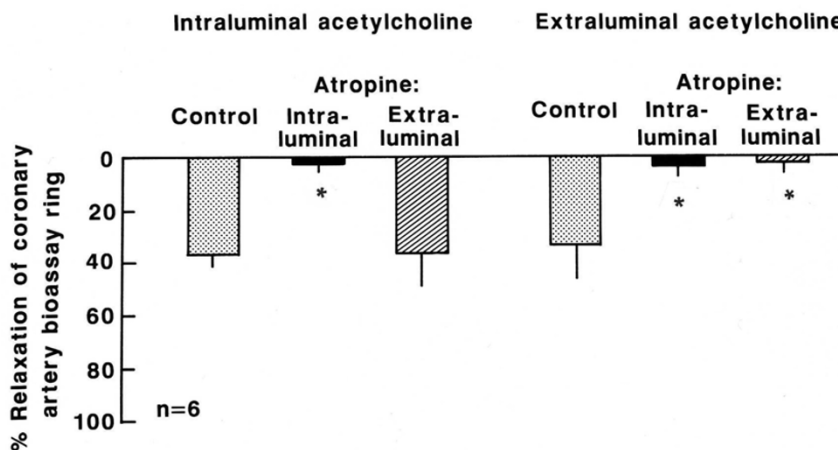 Intraluminal acetylcholine
Extraluminal acetylcholine
Atropine:
Control
Intra-
luminal
Extra-
luminal
Atropine:
Control
Intra-
luminal
Extra-
luminal
% Relaxation of coronary
artery bioassay ring
0
20
40
60
80
100
*
*
*
n=6